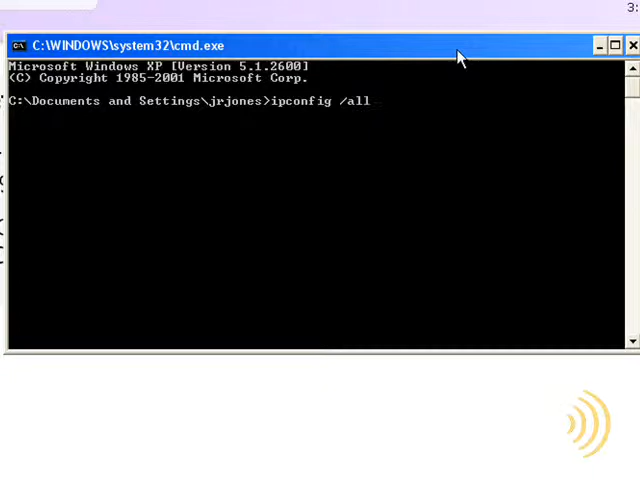 3:
C:\WINDOWS\system32\cmd.exe
Microsoft Windows XP [Version 5.1.2600]
(C) Copyright 1985-2001 Microsoft Corp.
C:\Documents and Settings\jrjones>ipconfig /all